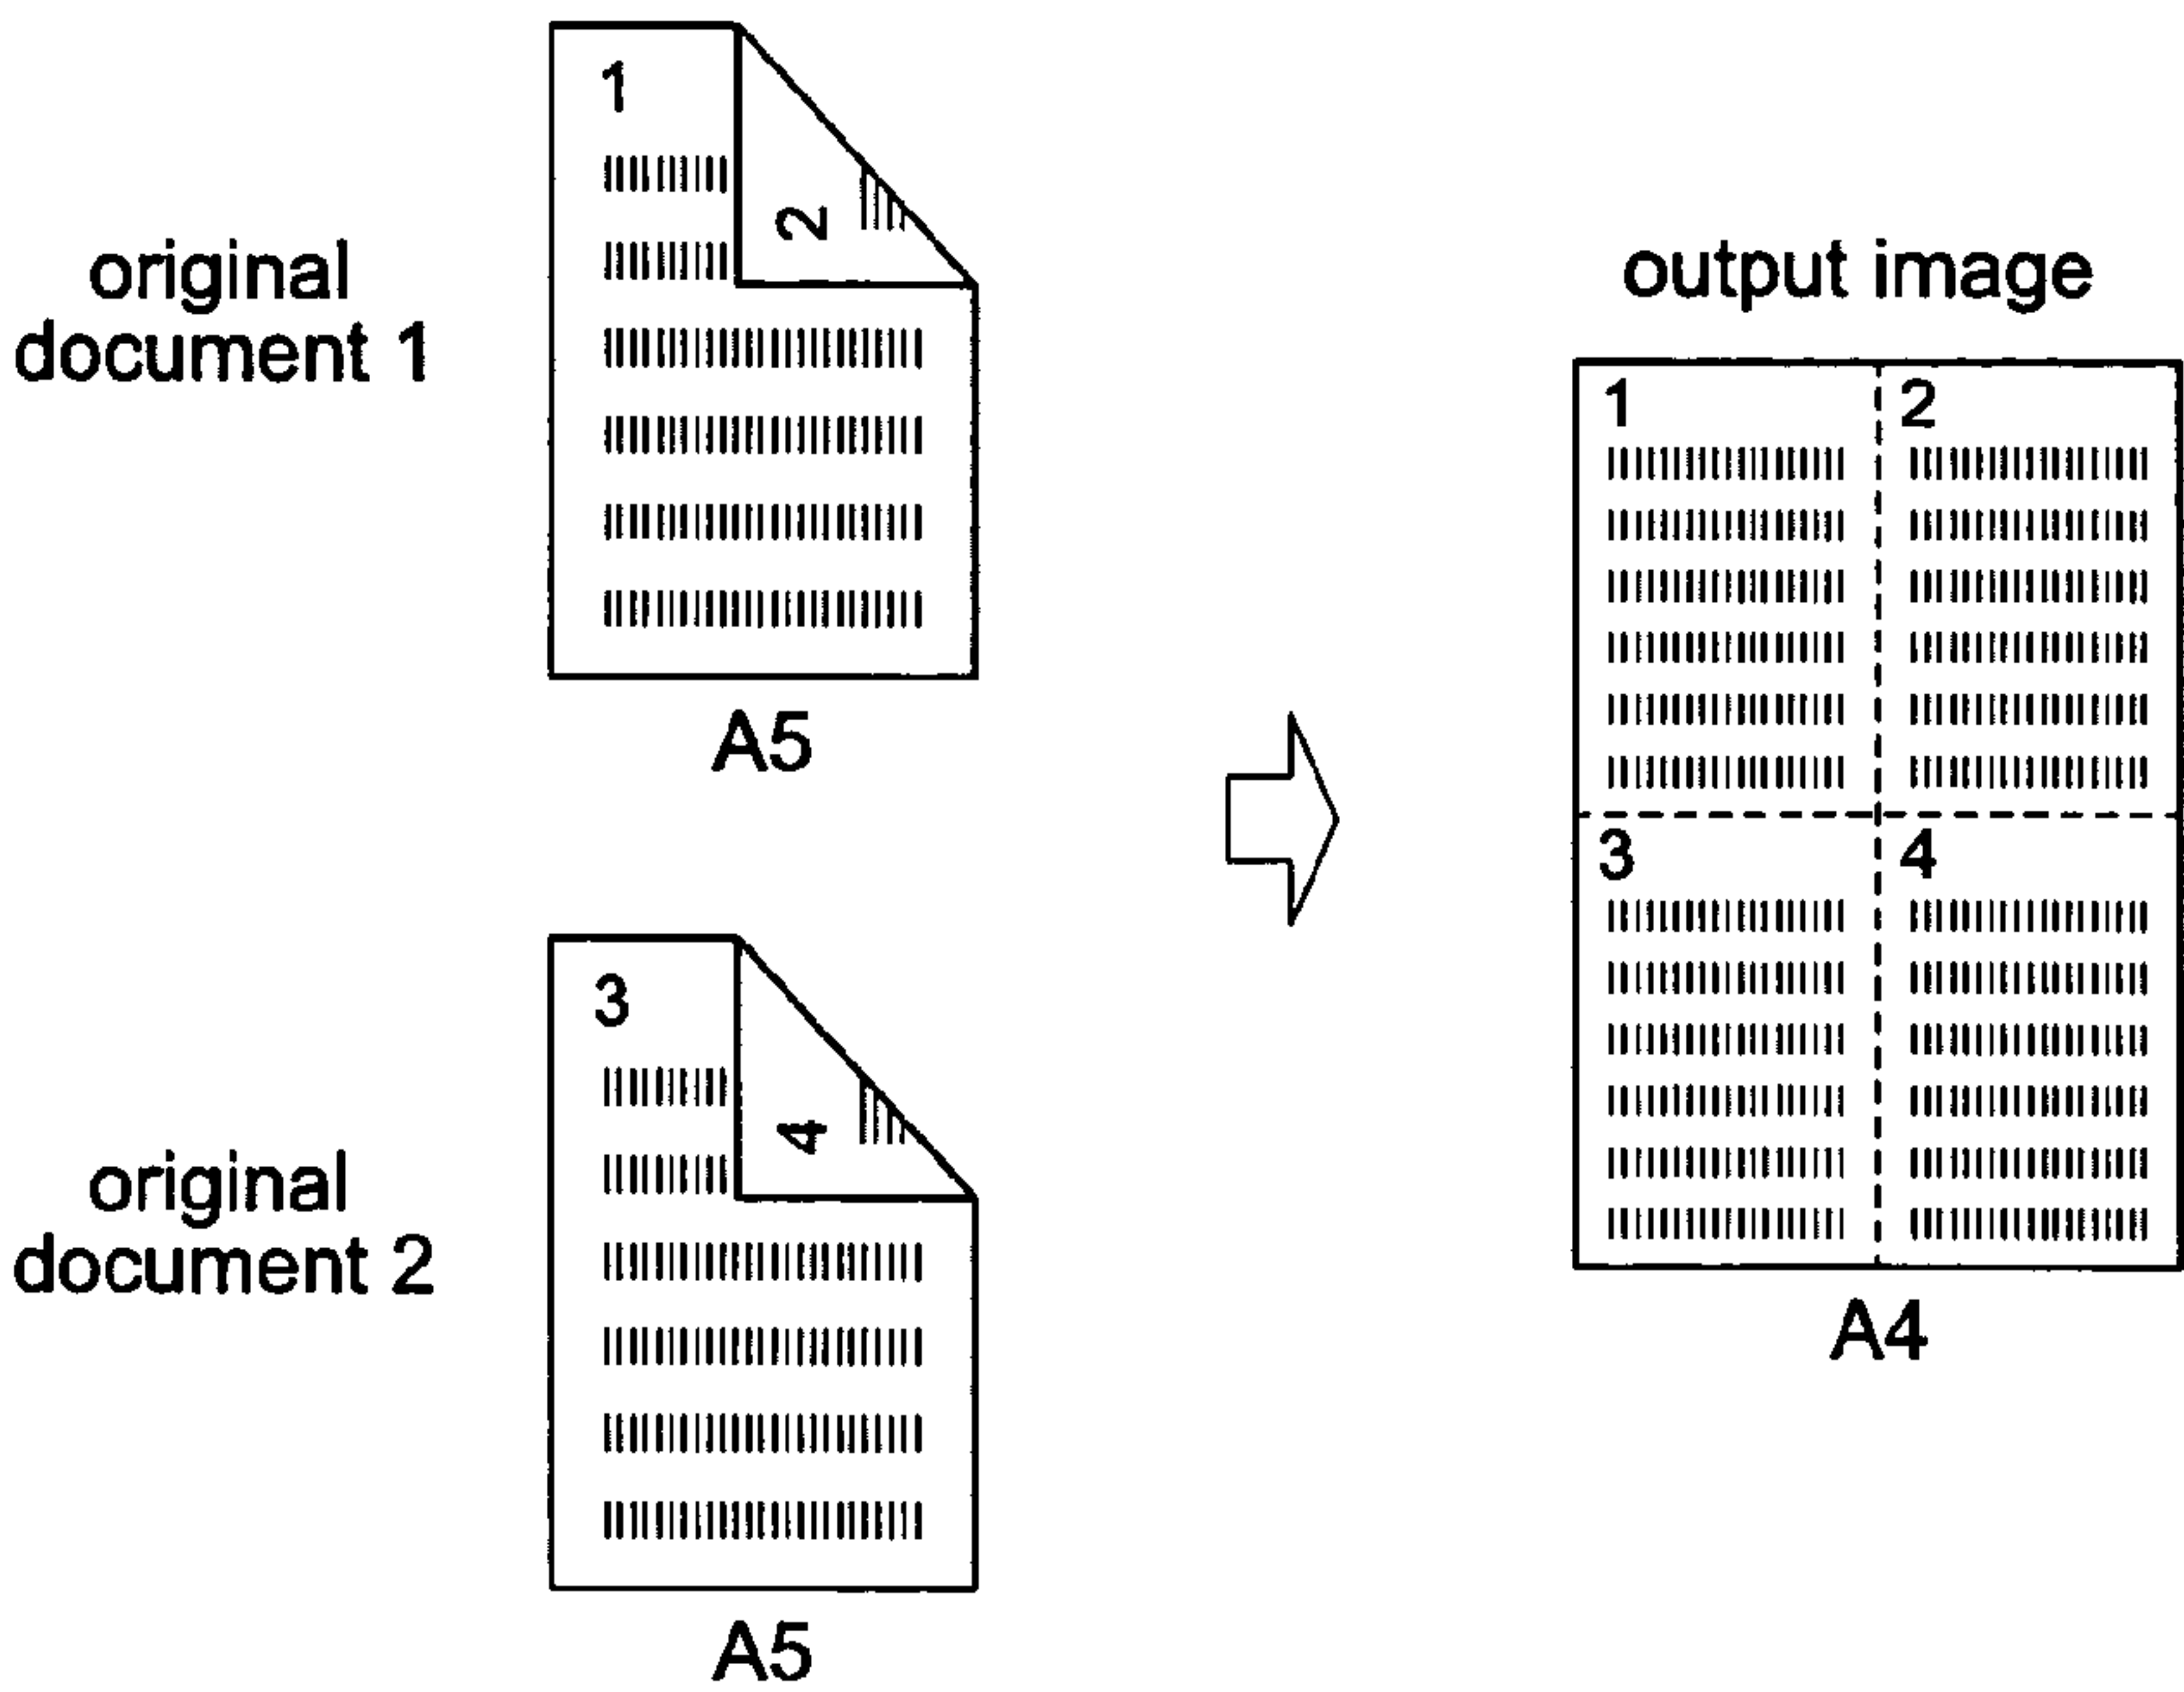 original
document 1
1
2
A5
original
document 2
3
4
A5
output image
1
2
3
4
A4